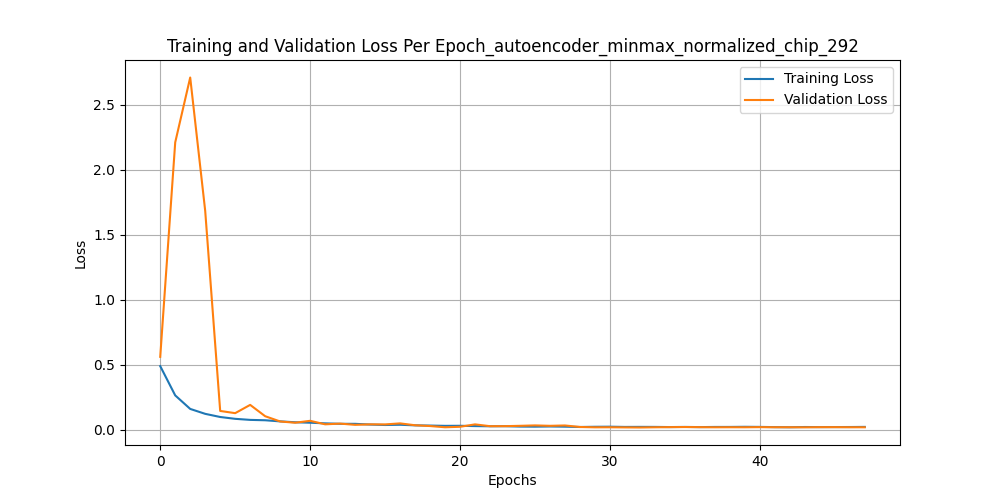 Training and Validation Loss Per Epoch_autoencoder_minmax_normalized_chip_292
Training Loss
Validation Loss
Loss
2.5
2.0
1.5
1.0
0.5
0.0
0 10 20 30 40
Epochs